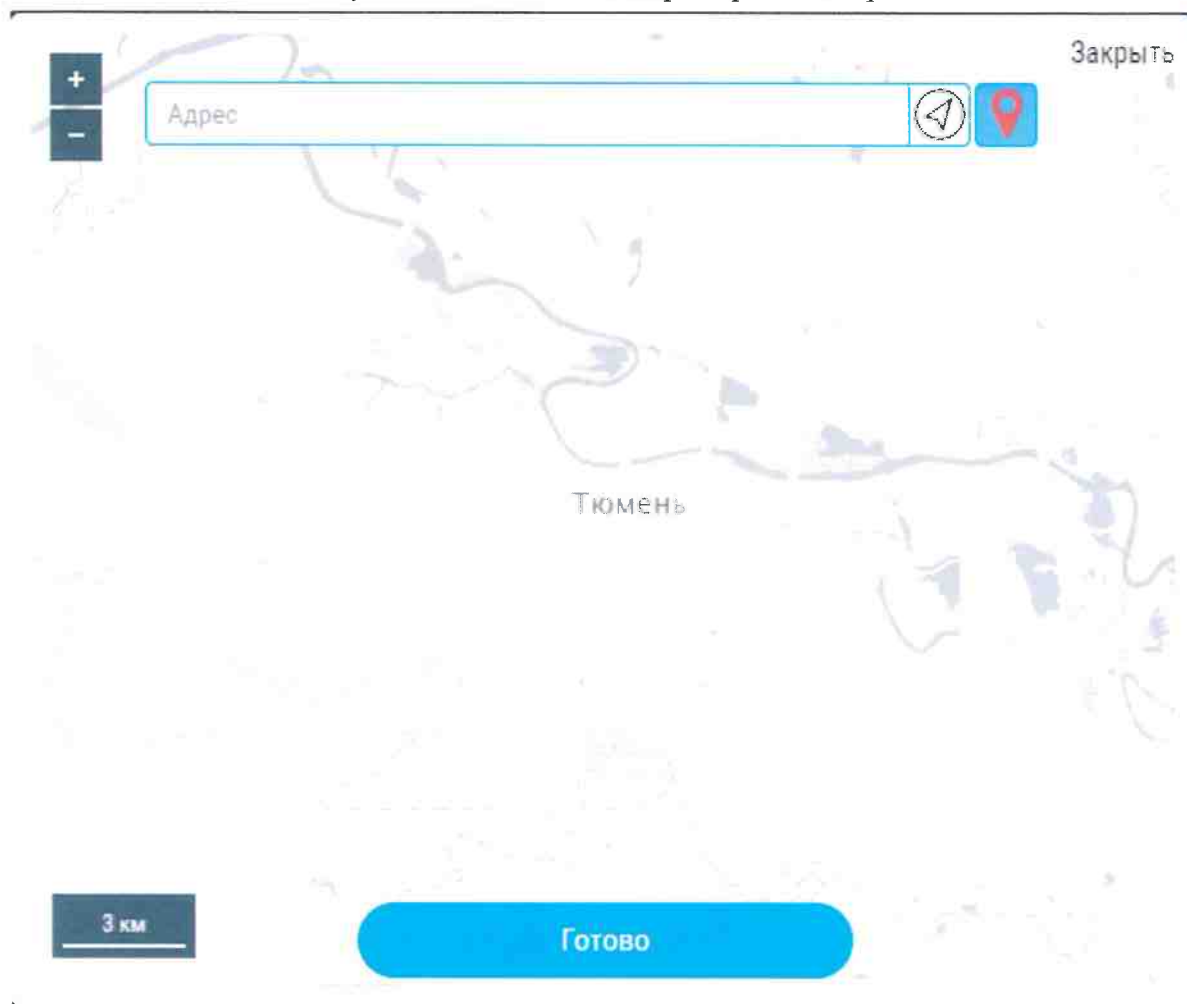 Закрыть
+
Адрес
−
Тюмень
3 км
Готово